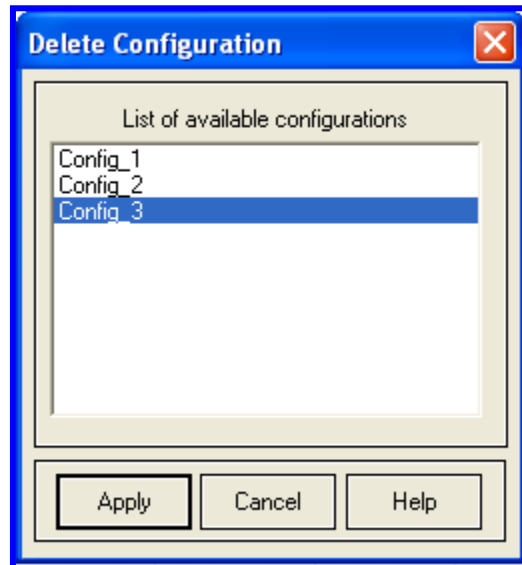 Delete Configuration
List of available configurations
Config_1
Config_2
Config_3
Apply Cancel Help